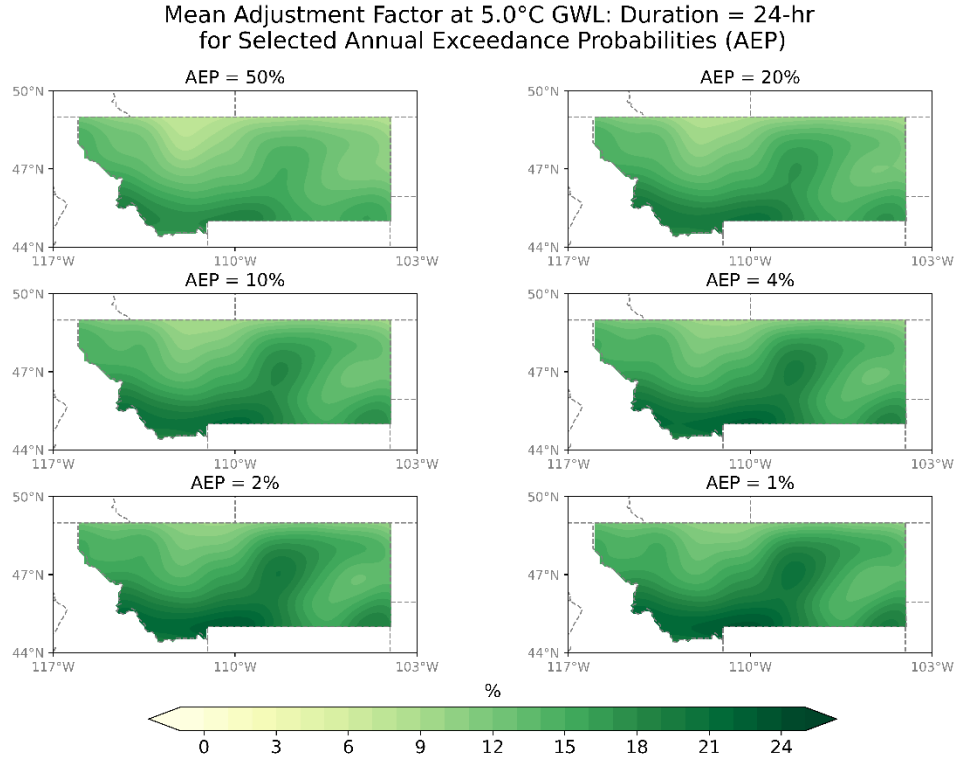 Mean Adjustment Factor at 5.0°C GWL: Duration = 24-hr
for Selected Annual Exceedance Probabilities (AEP)
AEP = 50%
50°N
47°N
44°N
117°W 110°W 103°W
AEP = 20%
50°N
47°N
44°N
117°W 110°W 103°W
AEP = 10%
50°N
47°N
44°N
117°W 110°W 103°W
AEP = 4%
50°N
47°N
44°N
117°W 110°W 103°W
AEP = 2%
50°N
47°N
44°N
117°W 110°W 103°W
AEP = 1%
50°N
47°N
44°N
117°W 110°W 103°W
%
0 3 6 9 12 15 18 21 24